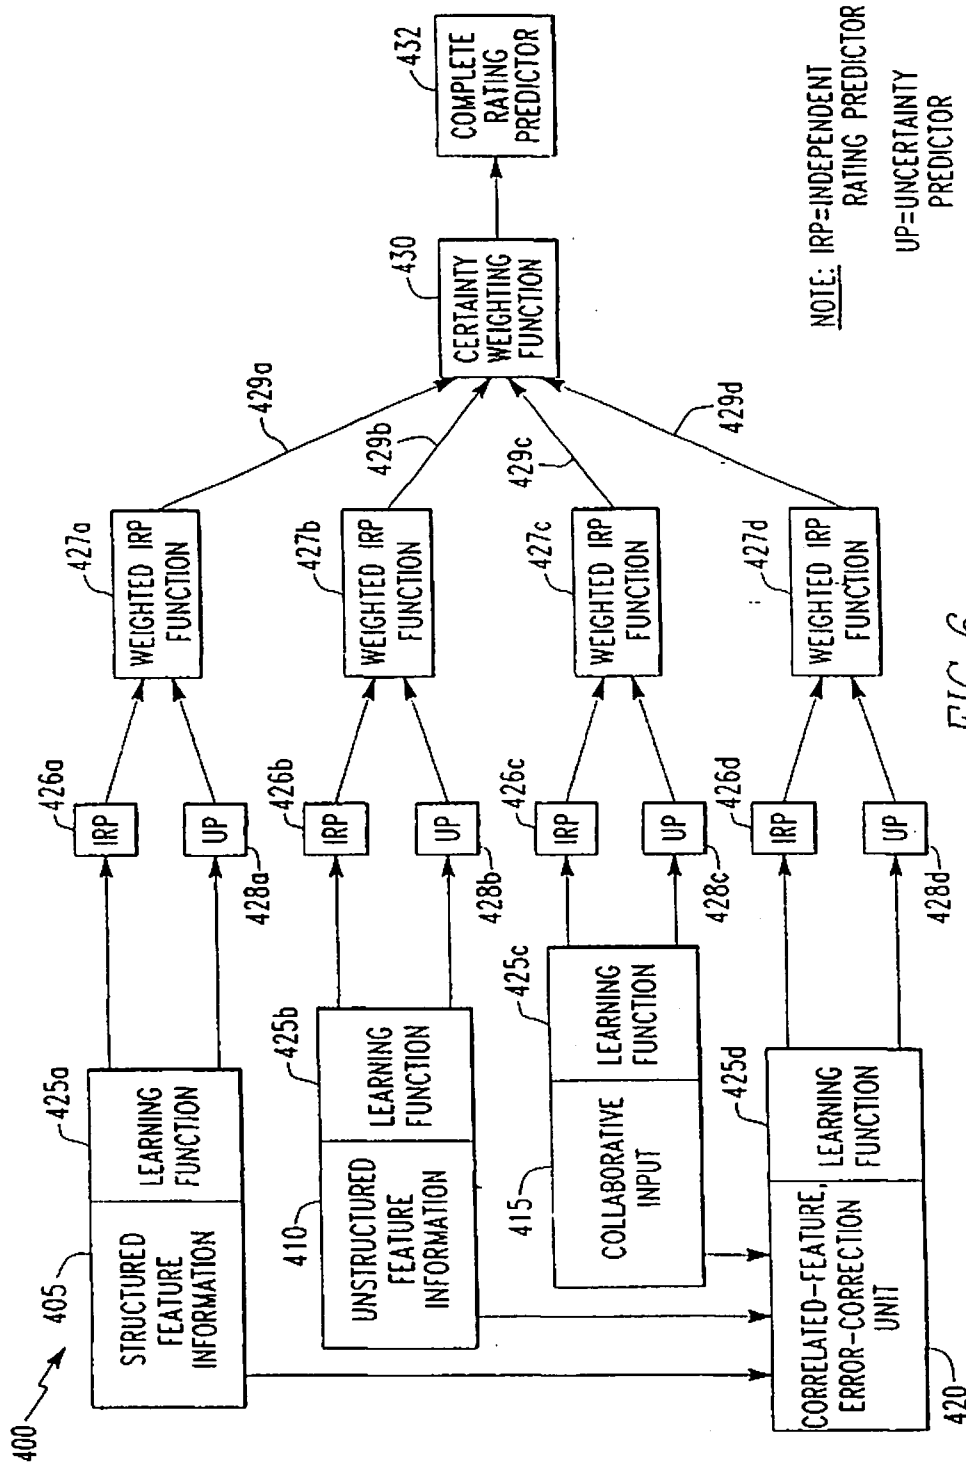 400
405
425a
STRUCTURED
FEATURE
INFORMATION
LEARNING
FUNCTION
426a
IRP
UP
428a
427a
WEIGHTED IRP
FUNCTION
429a
410
425b
UNSTRUCTURED
FEATURE
INFORMATION
LEARNING
FUNCTION
426b
IRP
UP
428b
427b
WEIGHTED IRP
FUNCTION
429b
415
425c
COLLABORATIVE
INPUT
LEARNING
FUNCTION
426c
IRP
UP
428c
427c
WEIGHTED IRP
FUNCTION
429c
420
425d
CORRELATED-FEATURE,
ERROR-CORRECTION
UNIT
LEARNING
FUNCTION
426d
IRP
UP
428d
427d
WEIGHTED IRP
FUNCTION
429d
430
CERTAINTY
WEIGHTING
FUNCTION
432
COMPLETE
RATING
PREDICTOR
NOTE: IRP=INDEPENDENT
RATING PREDICTOR
UP=UNCERTAINTY
PREDICTOR
FIG. 6